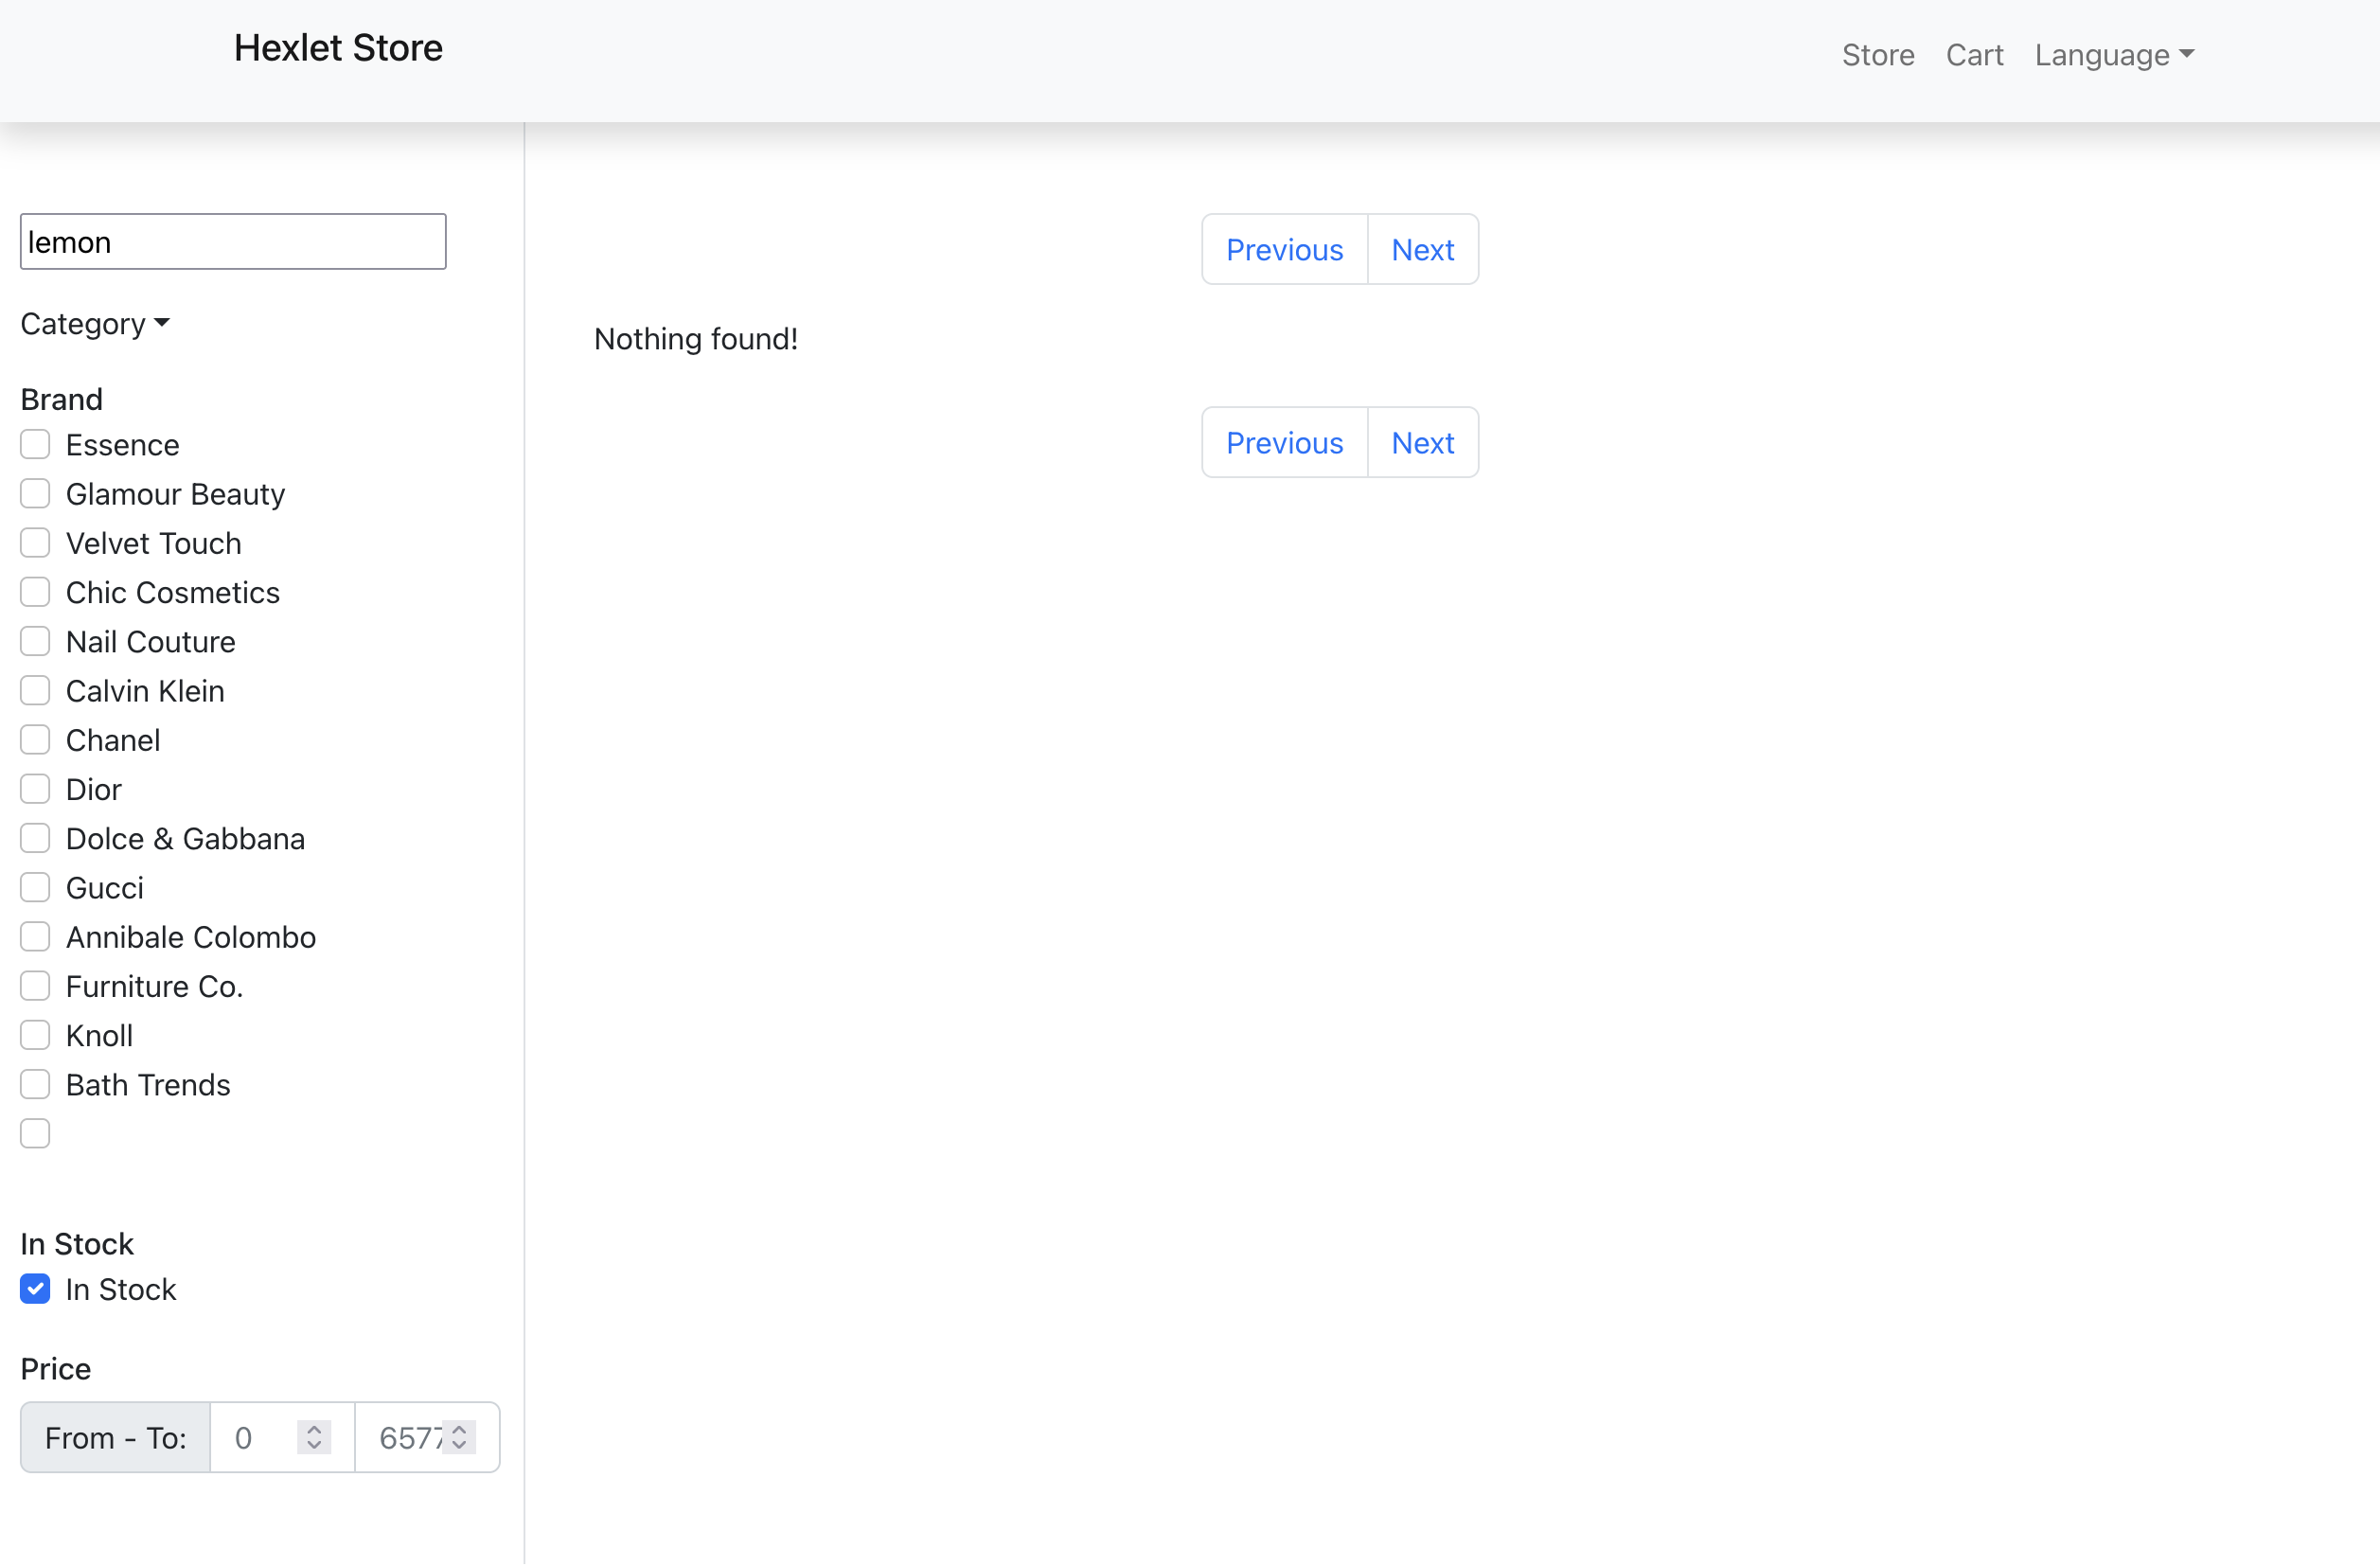 Hexlet Store
Store Cart Language
lemon
Category
Brand
Essence
Glamour Beauty
Velvet Touch
Chic Cosmetics
Nail Couture
Calvin Klein
Chanel
Dior
Dolce & Gabbana
Gucci
Annibale Colombo
Furniture Co.
Knoll
Bath Trends
In Stock
In Stock
Price
From - To: 0 6577
Previous Next
Nothing found!
Previous Next